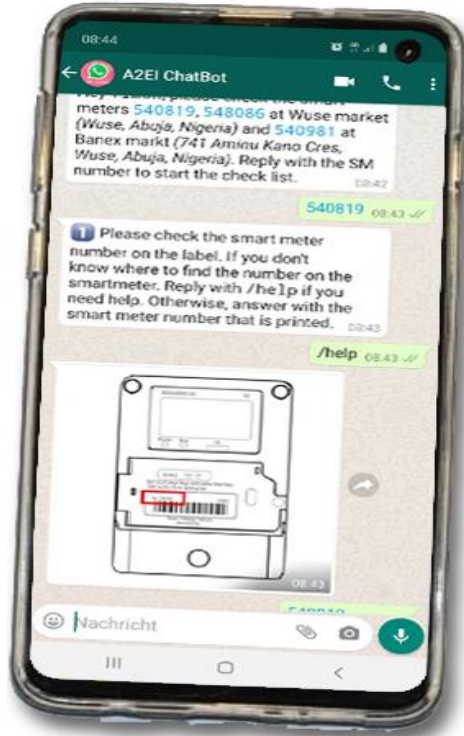 08:44
A2EI ChatBot
meters 540819, 548086 at Wuse market
(Wuse, Abuja, Nigeria) and 540981 at
Banex markt (741 Aminu Kano Cres,
Wuse, Abuja, Nigeria). Reply with the SM
number to start the check list.
08:42
540819 08:43
1 Please check the smart meter
number on the label. If you don't
know where to find the number on the
smartmeter. Reply with /help if you
need help. Otherwise, answer with the
smart meter number that is printed.
08:43
/help 08:43
08:43
Nachricht